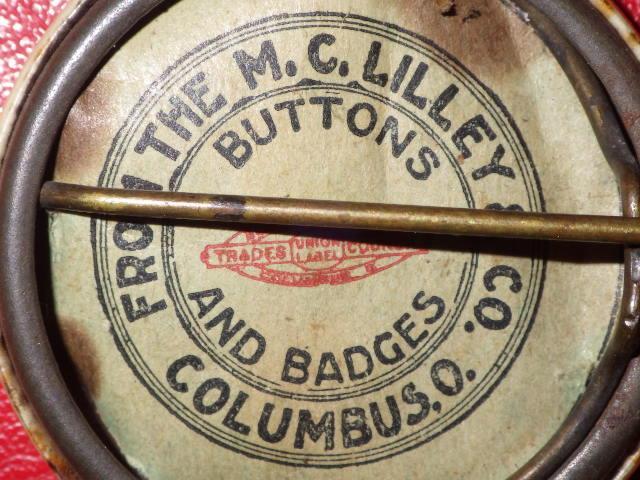 FROM THE M. C. LILLEY & CO.
COLUMBUS, O.
BUTTONS
AND BADGES
TRADES UNION LABEL COUNCIL